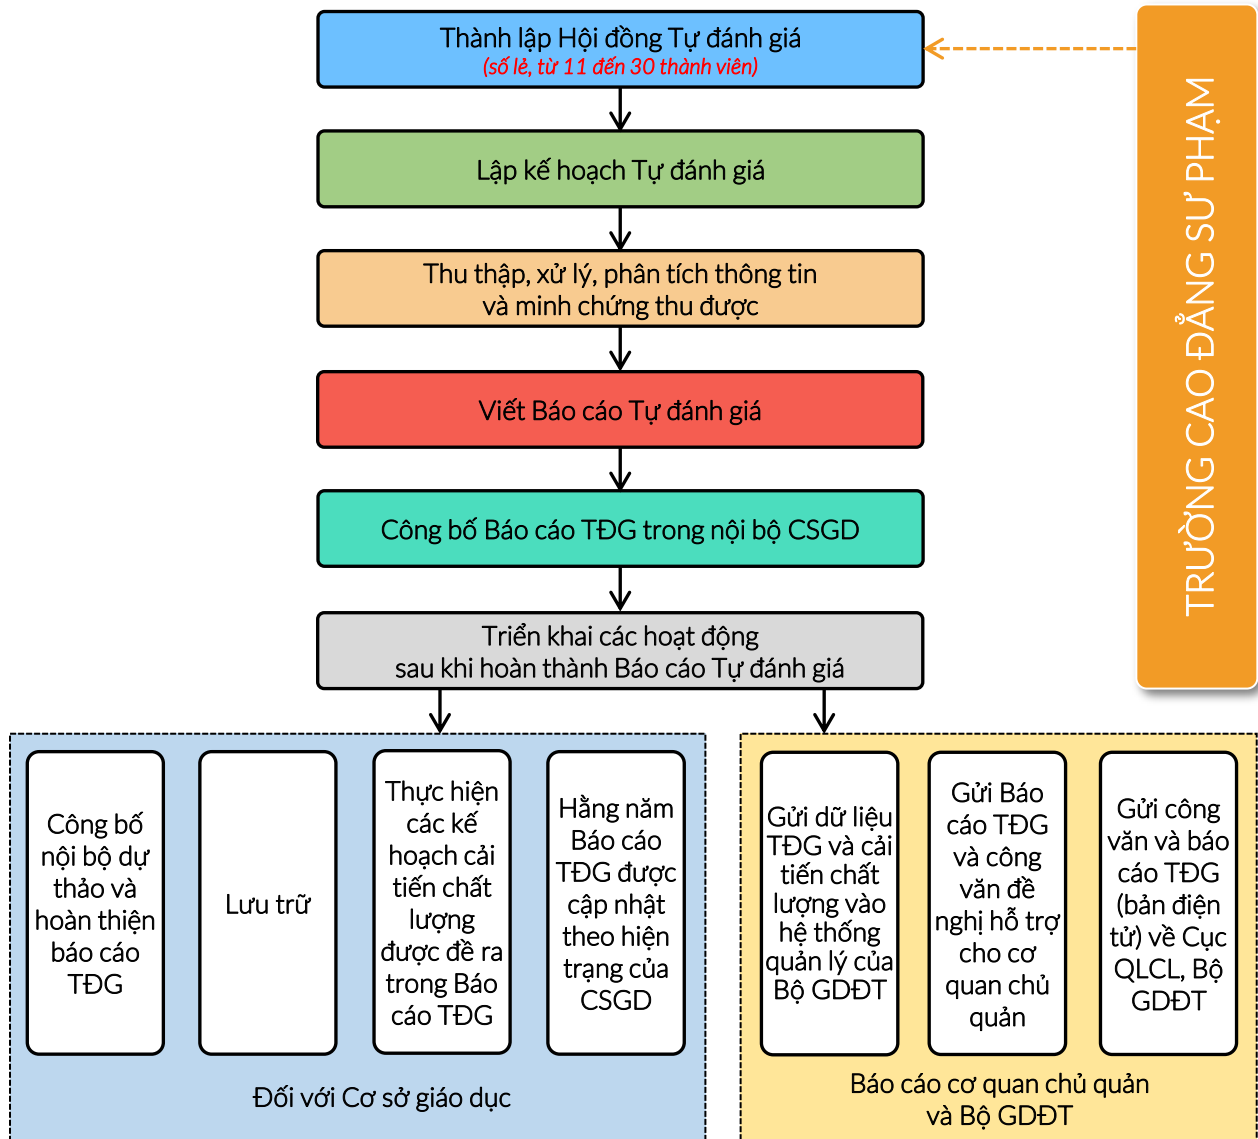 Thành lập Hội đồng Tự đánh giá
(số lẻ, từ 11 đến 30 thành viên)
TRƯỜNG CAO ĐẲNG SƯ PHẠM
Lập kế hoạch Tự đánh giá
Thu thập, xử lý, phân tích thông tin
và minh chứng thu được
Viết Báo cáo Tự đánh giá
Công bố Báo cáo TĐG trong nội bộ CSGD
Triển khai các hoạt động
sau khi hoàn thành Báo cáo Tự đánh giá
Công bố
nội bộ dự
thảo và
hoàn thiện
báo cáo
TĐG
Lưu trữ
Thực hiện
các kế
hoạch cải
tiến chất
lượng
được đề ra
trong Báo
cáo TĐG
Hằng năm
Báo cáo
TĐG được
cập nhật
theo hiện
trạng của
CSGD
Đối với Cơ sở giáo dục
Gửi dữ liệu
TĐG và cải
tiến chất
lượng vào
hệ thống
quản lý của
Bộ GDĐT
Gửi Báo
cáo TĐG
và công
văn đề
nghị hỗ trợ
cho cơ
quan chủ
quản
Gửi công
văn và báo
cáo TĐG
(bản điện
tử) về Cục
QLCL, Bộ
GDĐT
Báo cáo cơ quan chủ quản
và Bộ GDĐT